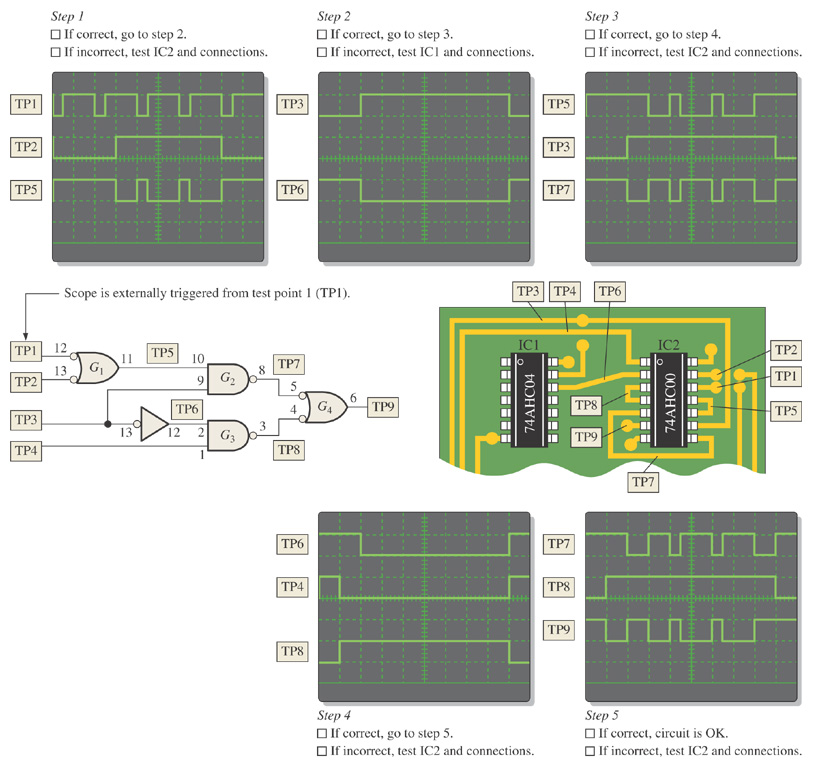 Step 1
If correct, go to step 2.
If incorrect, test IC2 and connections.
Step 2
If correct, go to step 3.
If incorrect, test IC1 and connections.
Step 3
If correct, go to step 4.
If incorrect, test IC2 and connections.
TP1
TP2
TP5
TP3
TP6
TP5
TP3
TP7
Scope is externally triggered from test point 1 (TP1).
TP1
12
TP2
13
G1
11
TP5
10
9
G2
8
TP7
TP3
TP4
13
12
TP6
2
1
G3
3
TP8
5
4
G4
6
TP9
TP3
TP4
TP6
IC1
IC2
74AHC04
74AHC00
TP2
TP1
TP8
TP5
TP9
TP7
TP6
TP4
TP8
TP7
TP8
TP9
Step 4
If correct, go to step 5.
If incorrect, test IC2 and connections.
Step 5
If correct, circuit is OK.
If incorrect, test IC2 and connections.